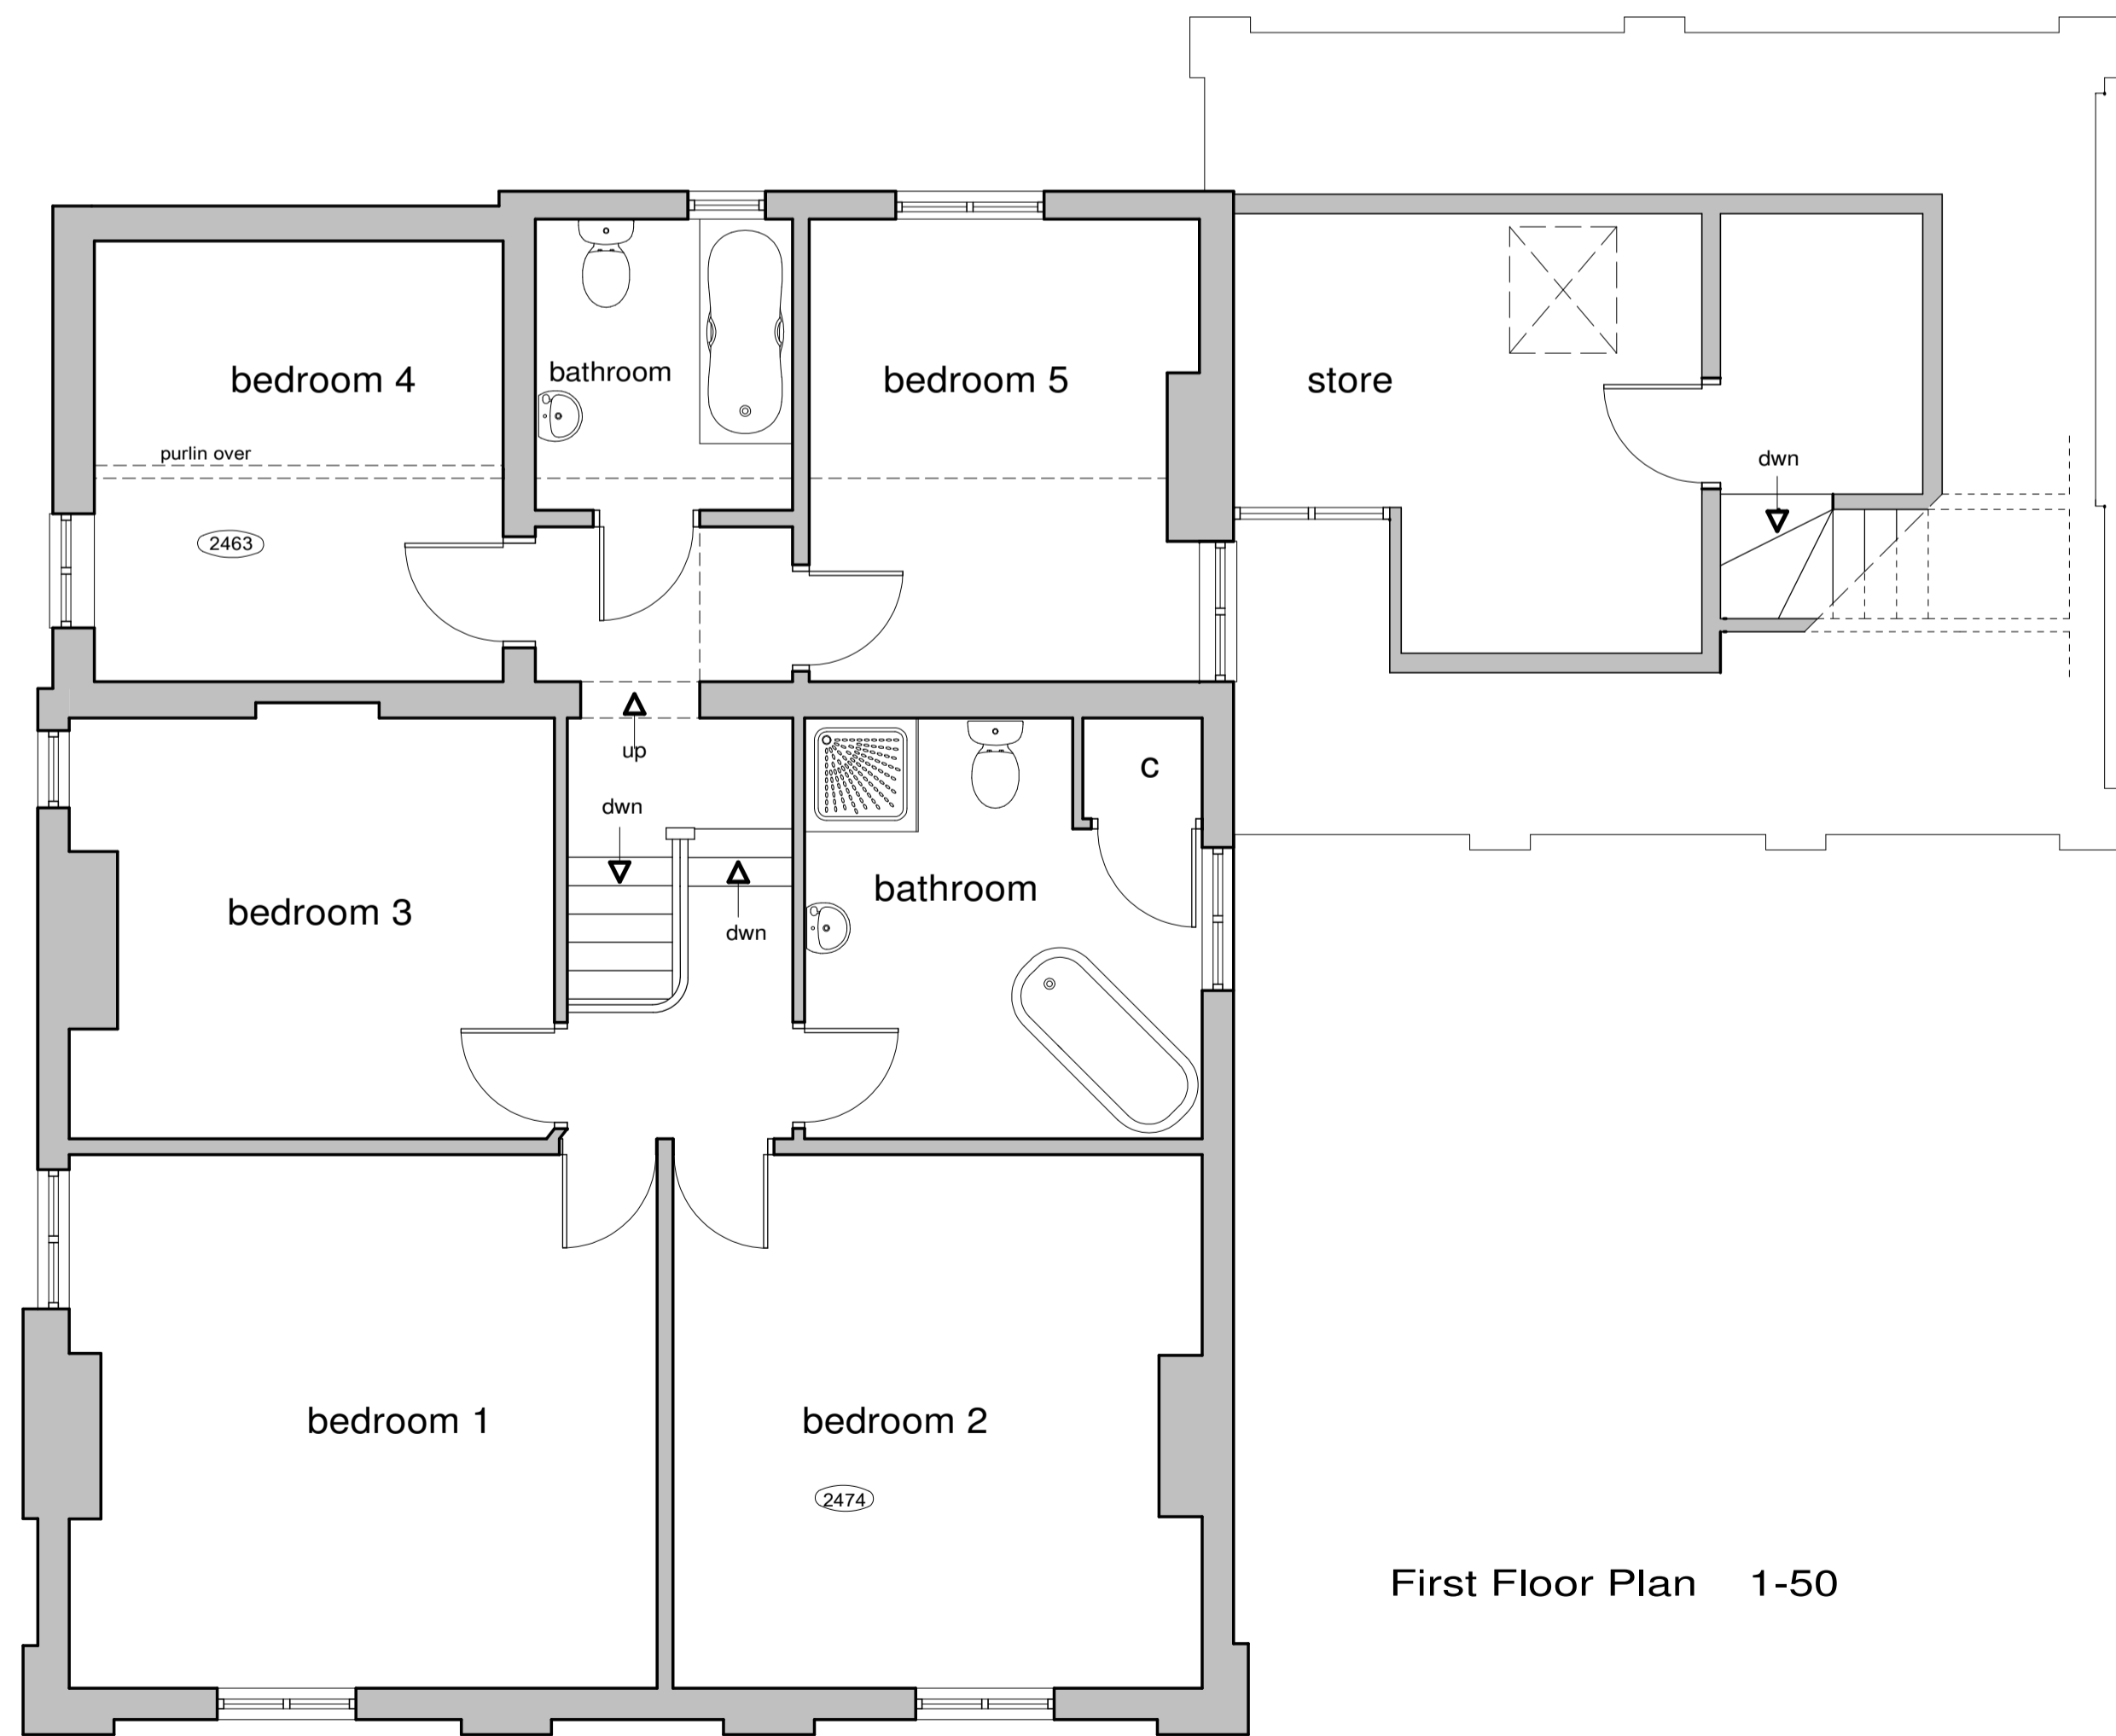 bedroom 4
bathroom
bedroom 5
store
purlin over
dwn
2463
up
c
dwn
bathroom
bedroom 3
dwn
bedroom 1
bedroom 2
2474
First Floor Plan 1-50